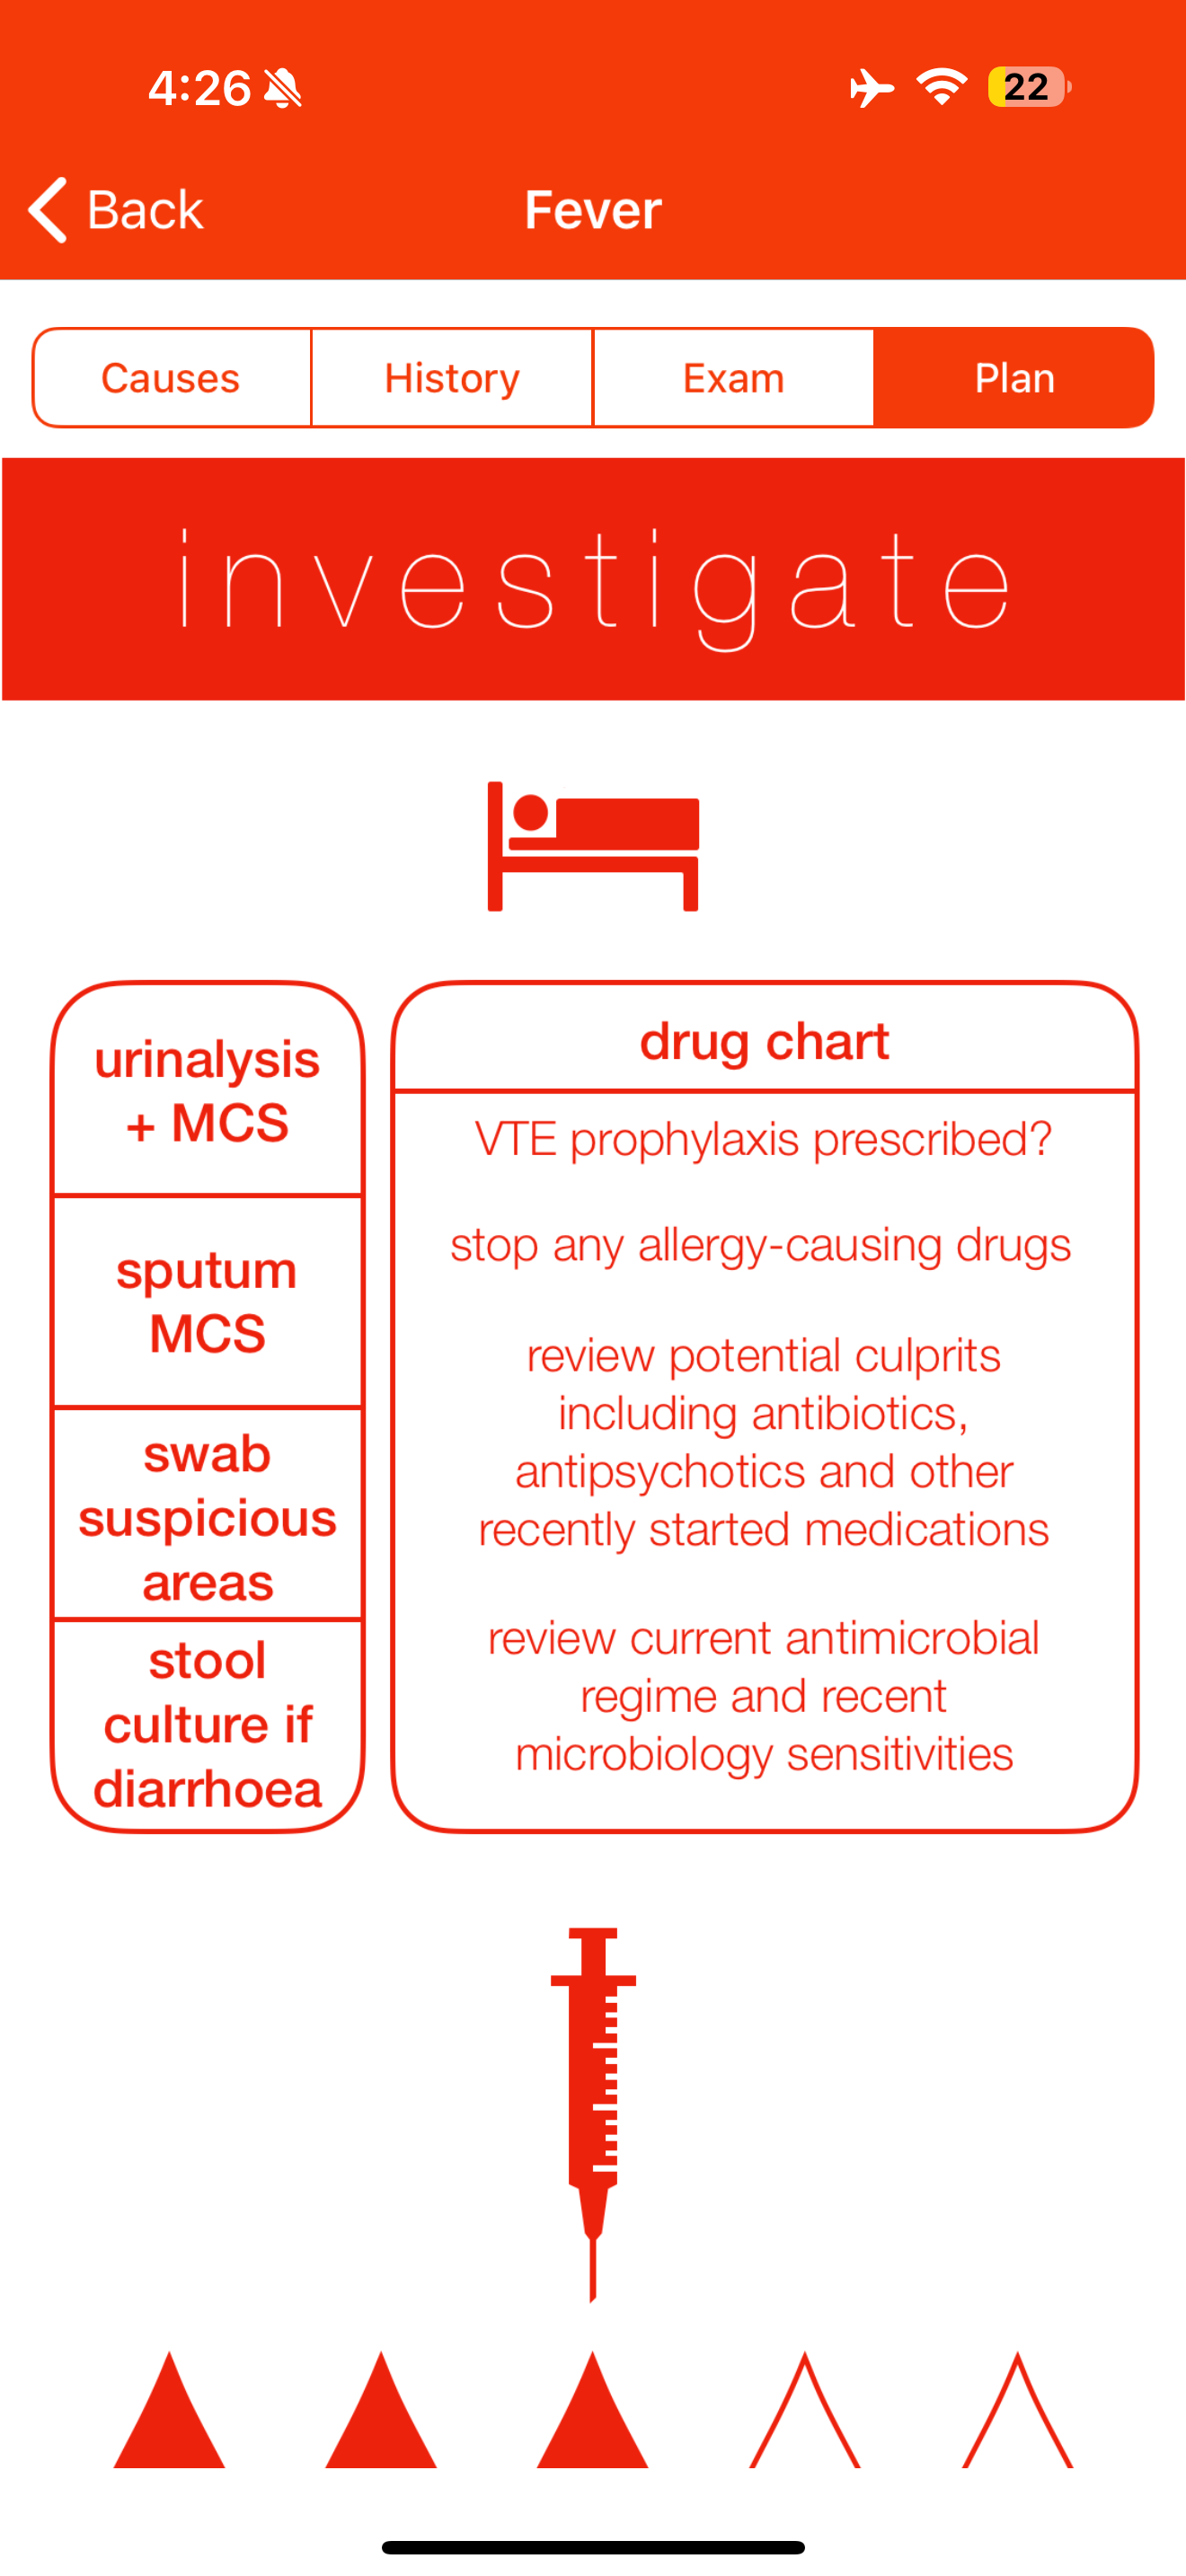 4:26
22
Back
Fever
Causes
History
Exam
Plan
investigate
urinalysis
+ MCS
sputum
MCS
swab
suspicious
areas
stool
culture if
diarrhoea
drug chart
VTE prophylaxis prescribed?
stop any allergy-causing drugs
review potential culprits
including antibiotics,
antipsychotics and other
recently started medications
review current antimicrobial
regime and recent
microbiology sensitivities